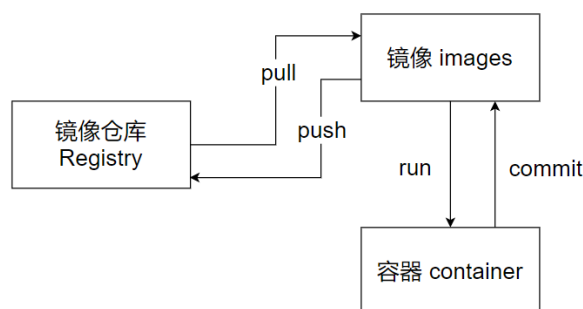 镜像 images
pull
push
镜像仓库
Registry
run
commit
容器 container